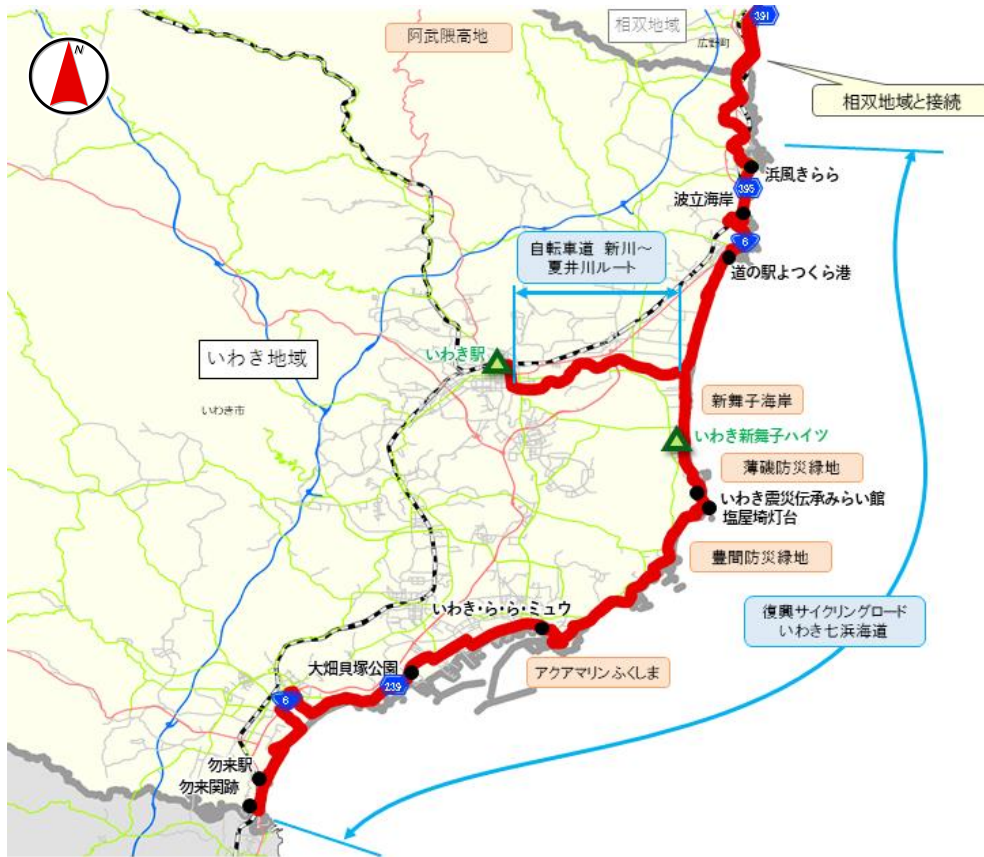 N
阿武隈高地
相双地域
391
広野町
相双地域と接続
浜風きらら
395
波立海岸
6
自転車道 新川～
夏井川ルート
道の駅よつくら港
いわき駅
いわき地域
いわき市
新舞子海岸
いわき新舞子ハイツ
薄磯防災緑地
いわき震災伝承みらい館
塩屋埼灯台
豊間防災緑地
いわき・ら・ら・ミュウ
復興サイクリングロード
いわき七浜海道
大畑貝塚公園
アクアマリンふくしま
239
6
勿来駅
勿来関跡